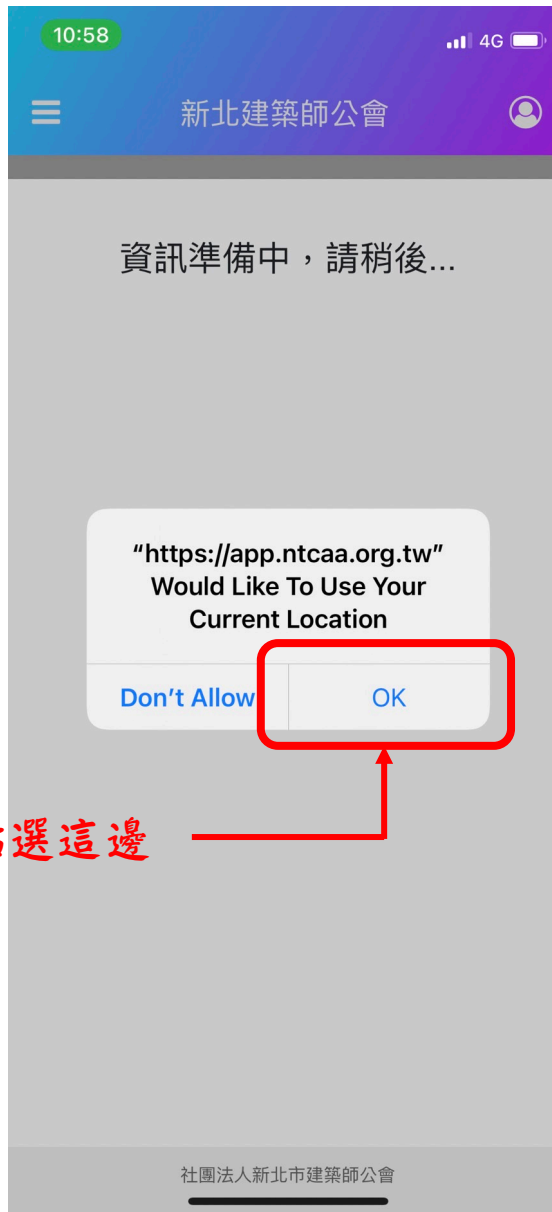 10:58
4G
新北建築師公會
資訊準備中，請稍後...
“https://app.ntcaa.org.tw”
Would Like To Use Your
Current Location
Don’t Allow
OK
選這邊
社團法人新北市建築師公會